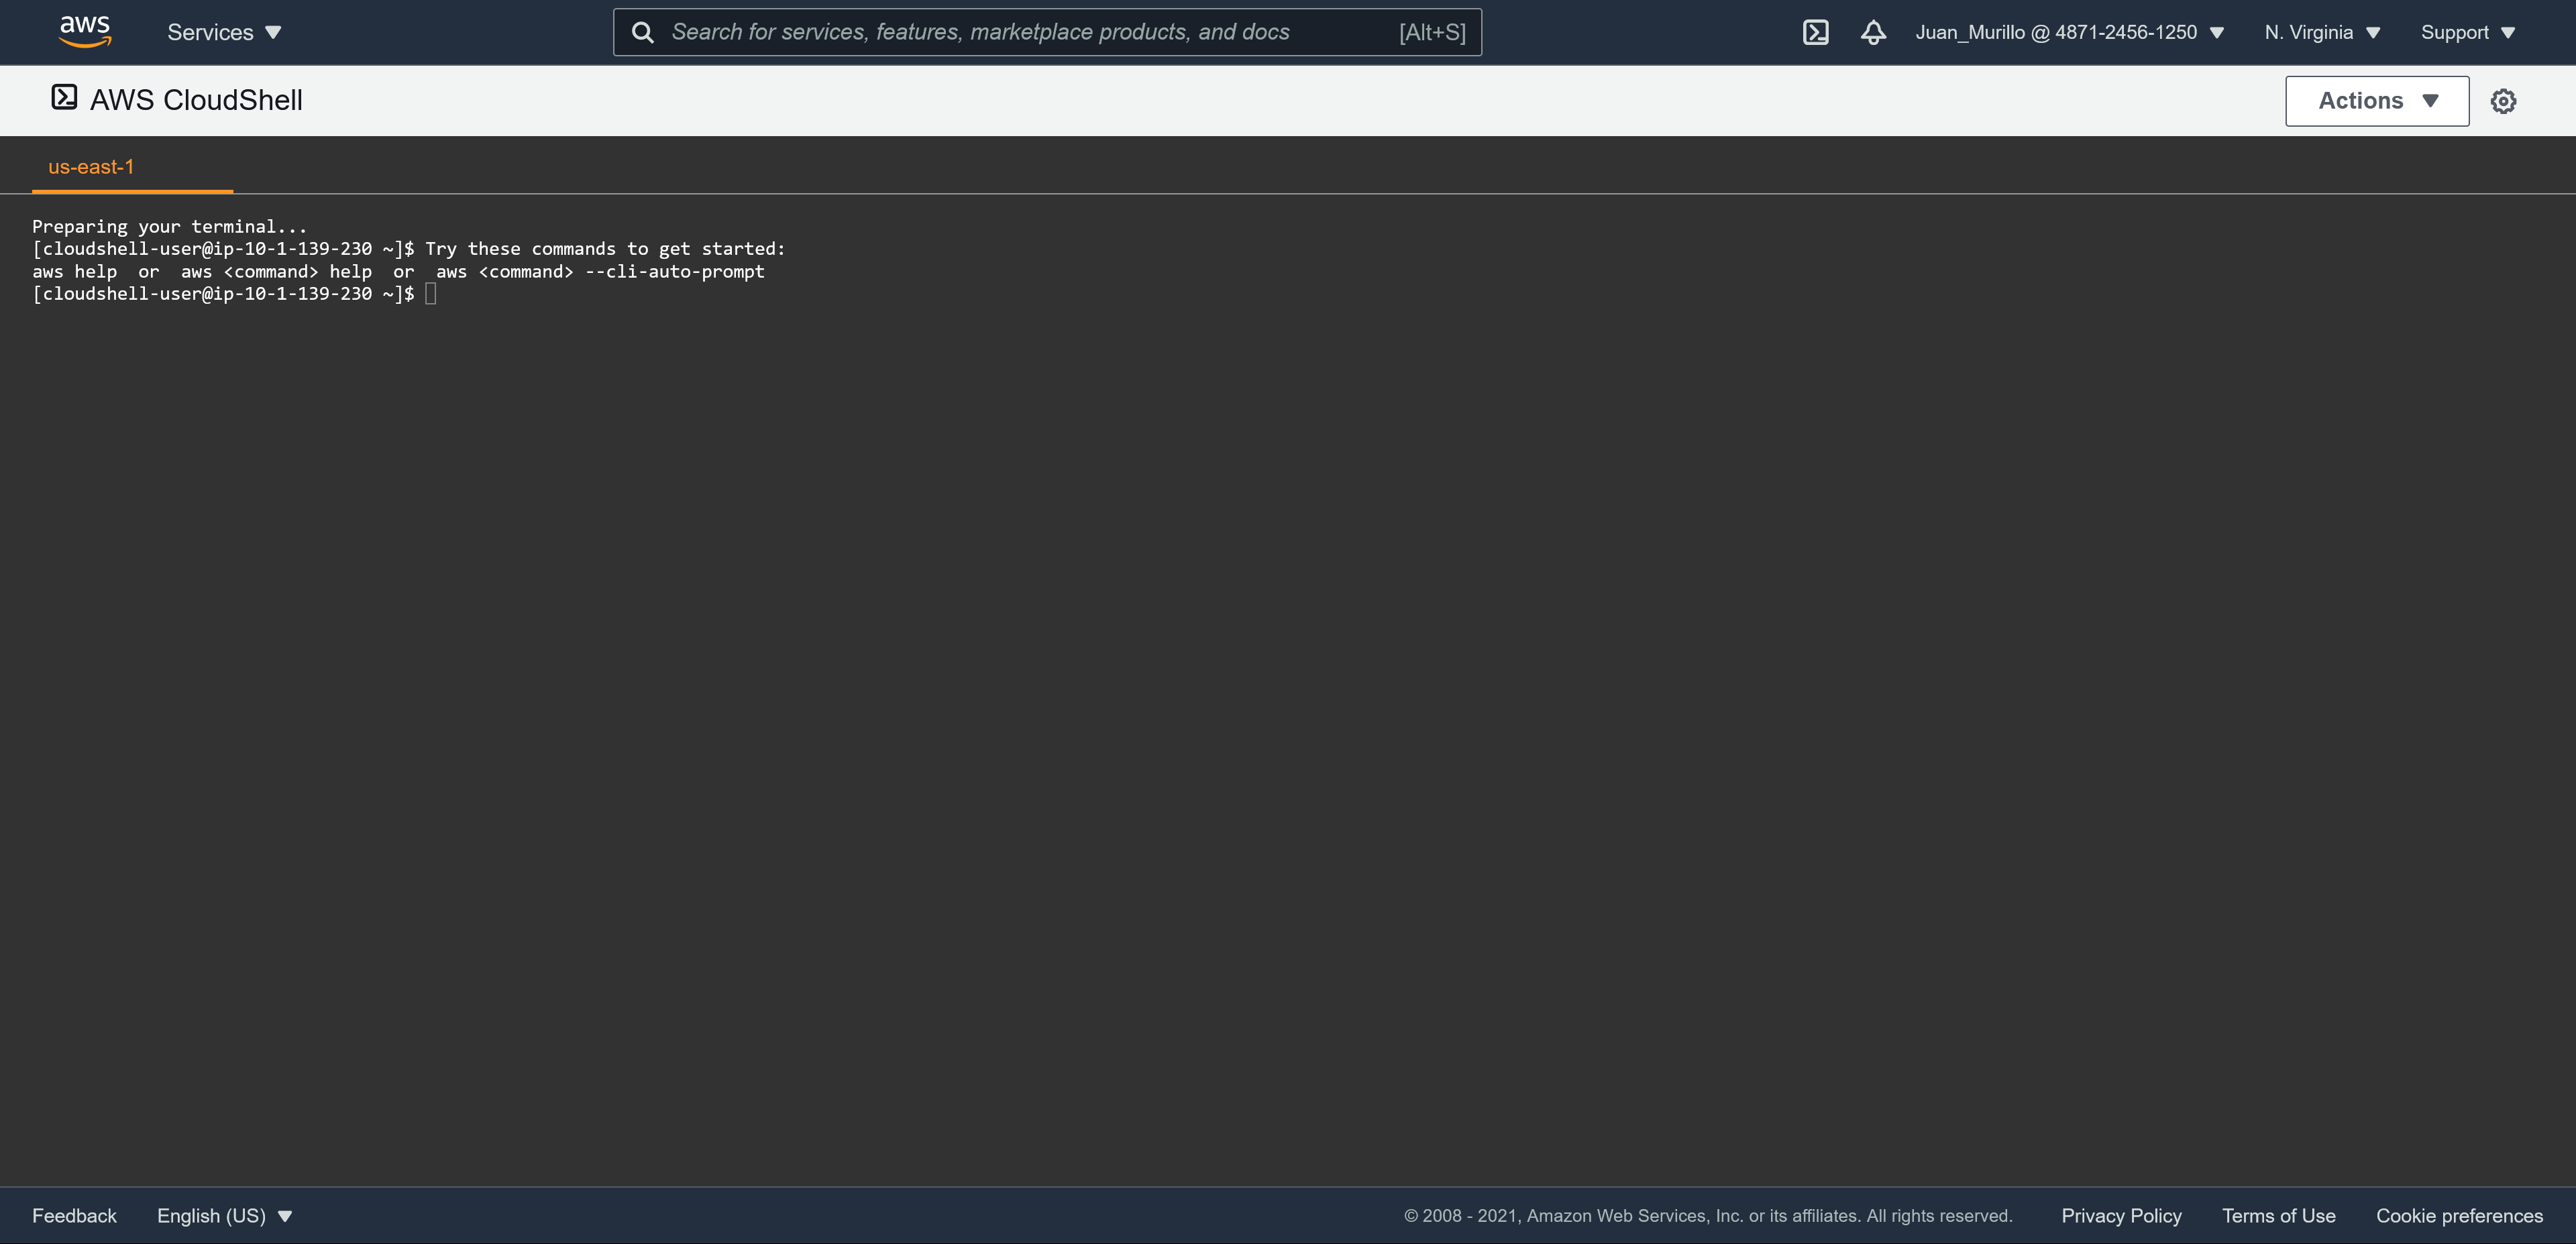 aws
Services
Search for services, features, marketplace products, and docs [Alt+S]
Juan_Murillo @ 4871-2456-1250
N. Virginia
Support
AWS CloudShell
Actions
us-east-1
Preparing your terminal...
[cloudshell-user@ip-10-1-139-230 ~]$ Try these commands to get started:
aws help  or  aws <command> help  or  aws <command> --cli-auto-prompt
[cloudshell-user@ip-10-1-139-230 ~]$
Feedback
English (US)
© 2008 - 2021, Amazon Web Services, Inc. or its affiliates. All rights reserved.
Privacy Policy
Terms of Use
Cookie preferences